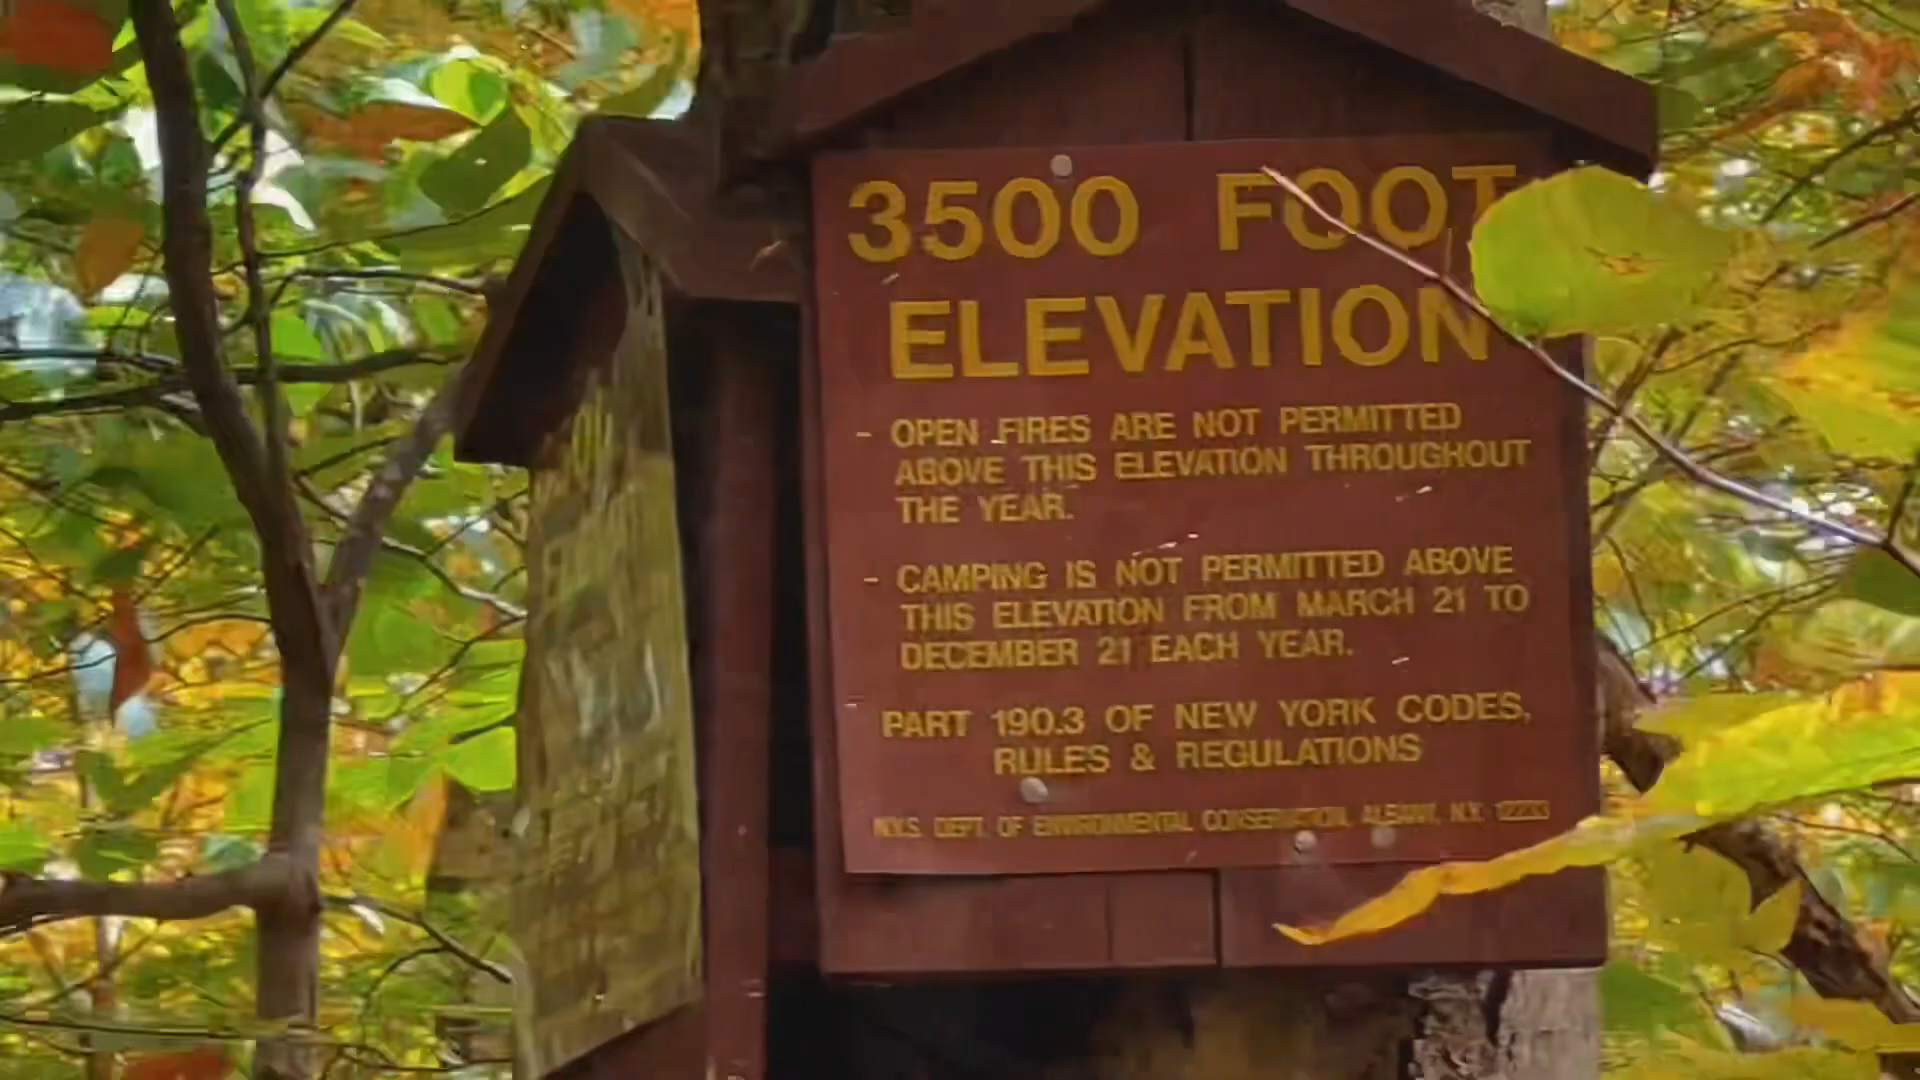 3500 FOOT
ELEVATION
- OPEN FIRES ARE NOT PERMITTED
ABOVE THIS ELEVATION THROUGHOUT
THE YEAR.
- CAMPING IS NOT PERMITTED ABOVE
THIS ELEVATION FROM MARCH 21 TO
DECEMBER 21 EACH YEAR.
PART 190.3 OF NEW YORK CODES,
RULES & REGULATIONS
N.Y.S. DEPT. OF ENVIRONMENTAL CONSERVATION, ALBANY, N.Y. 12233